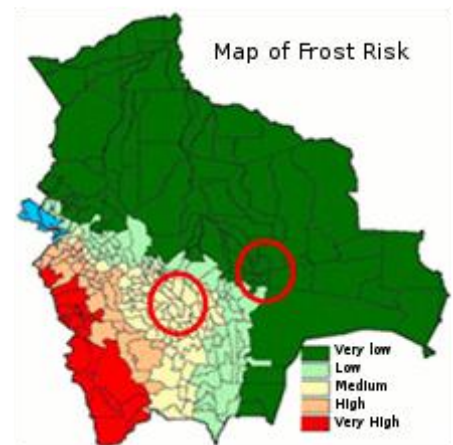 Map of Frost Risk
Very low
Low
Medium
High
Very High